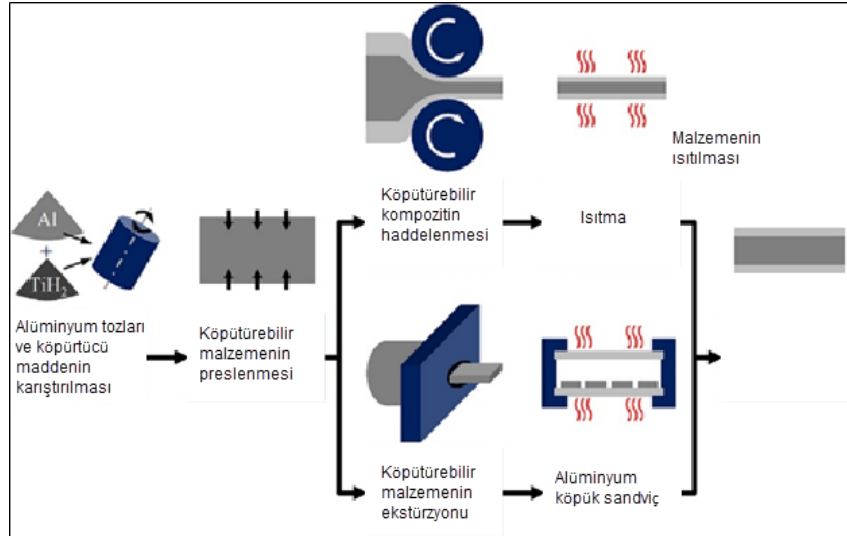 Al
+
TiH2
Alüminyum tozları
ve köpürtücü
maddenin
karıştırılması
Köpütürebilir
malzemenin
preslenmesi
Köpütürebilir
kompozitin
haddelenmesi
Isıtma
Malzemenin
ısıtılması
Köpütürebilir
malzemenin
ekstürzyonu
Alüminyum
köpük sandviç